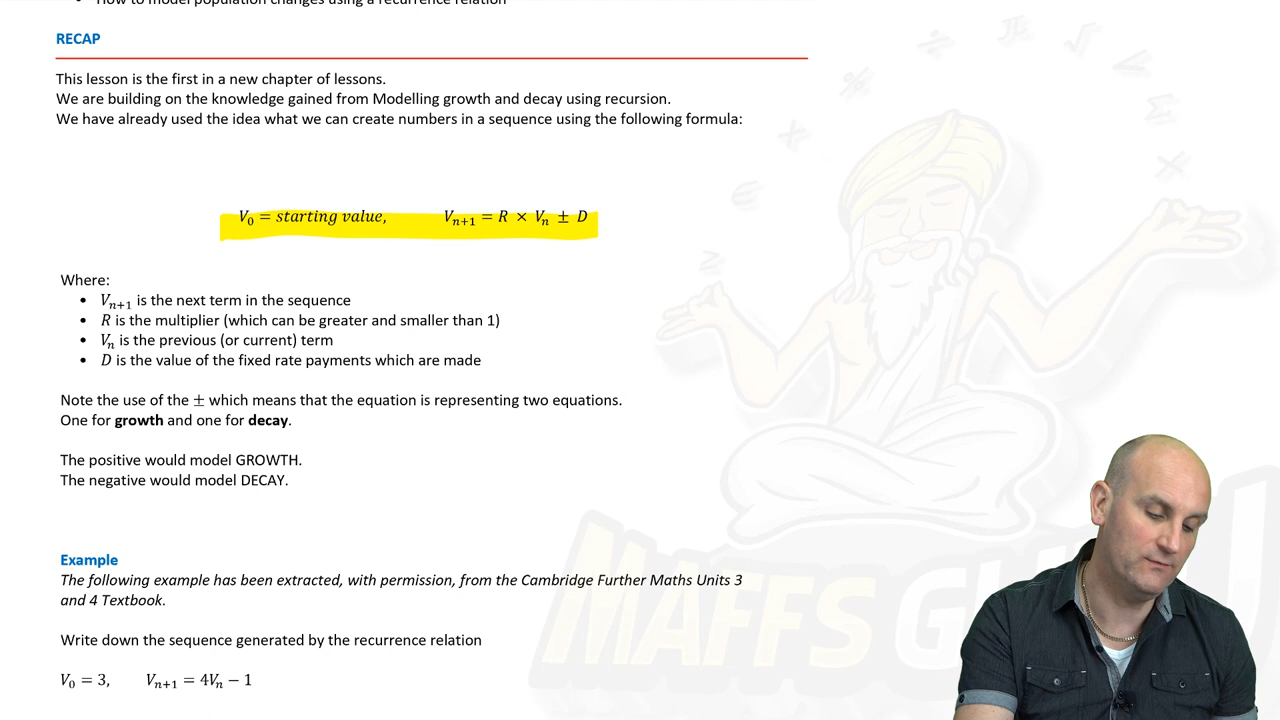 • How to model population changes using a recurrence relation
RECAP
This lesson is the first in a new chapter of lessons.
We are building on the knowledge gained from Modelling growth and decay using recursion.
We have already used the idea what we can create numbers in a sequence using the following formula:
V₀ = starting value, Vₙ₊₁ = R × Vₙ ± D
Where:
• Vₙ₊₁ is the next term in the sequence
• R is the multiplier (which can be greater and smaller than 1)
• Vₙ is the previous (or current) term
• D is the value of the fixed rate payments which are made
Note the use of the ± which means that the equation is representing two equations.
One for growth and one for decay.
The positive would model GROWTH.
The negative would model DECAY.
Example
The following example has been extracted, with permission, from the Cambridge Further Maths Units 3
and 4 Textbook.
Write down the sequence generated by the recurrence relation
V₀ = 3, Vₙ₊₁ = 4Vₙ − 1
MAFFS G